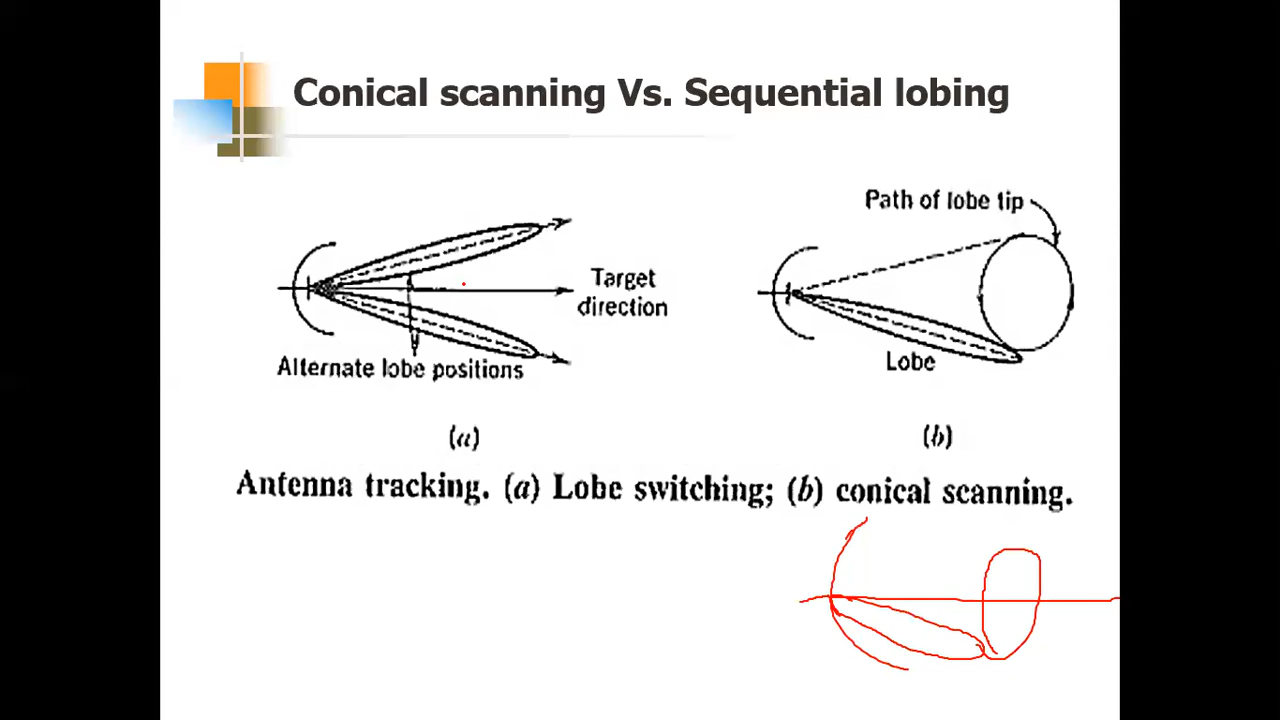 Conical scanning Vs. Sequential lobing
Path of lobe tip
Target
direction
Alternate lobe positions
Lobe
(a)
(b)
Antenna tracking. (a) Lobe switching; (b) conical scanning.